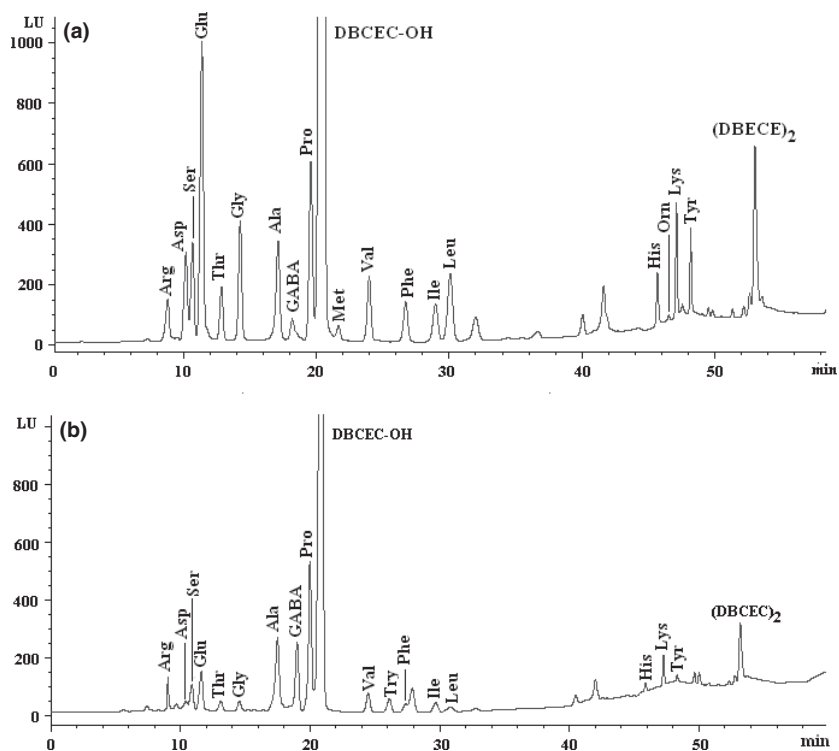 LU
(a)
1000
800
600
400
200
0
Arg
Asp
Ser
Glu
Thr
Gly
Ala
GABA
Pro
DBCEC-OH
Met
Val
Phe
Ile
Leu
His
Orn
Lys
Tyr
(DBECE)2
0
10
20
30
40
50
min
LU
(b)
800
600
400
200
0
Arg
Asp
Ser
Glu
Thr
Gly
Ala
GABA
Pro
DBCEC-OH
Val
Try
Phe
Ile
Leu
His
Lys
Tyr
(DBCEC)2
0
10
20
30
40
50
min